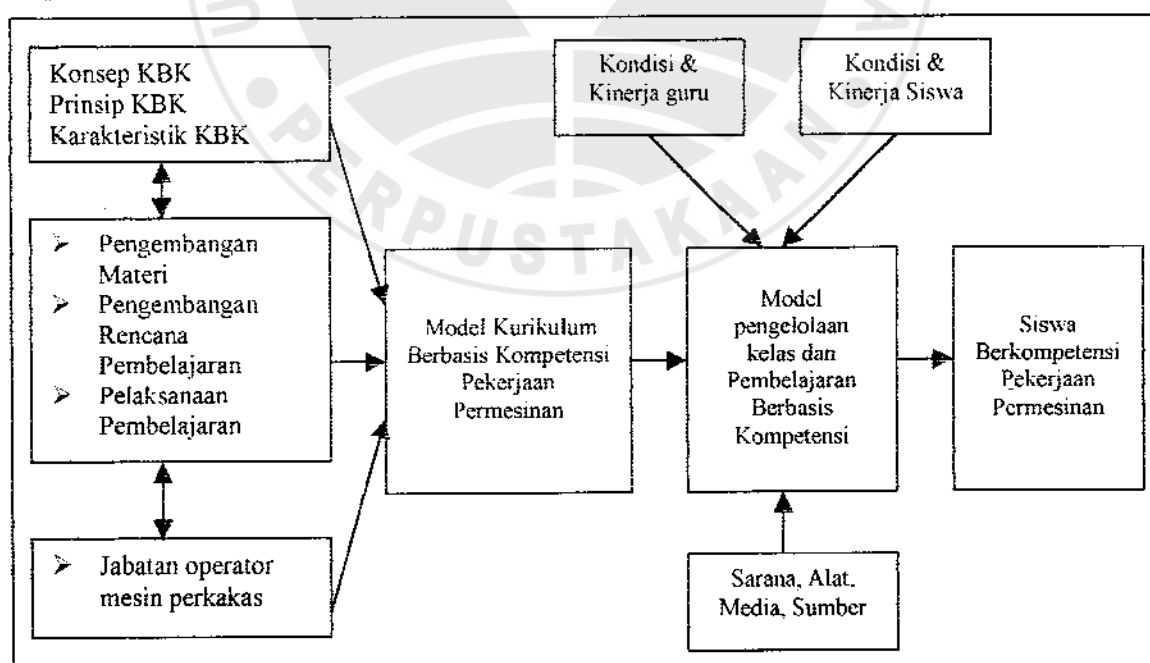 Konsep KBK
Prinsip KBK
Karakteristik KBK
Kondisi &
Kinerja guru
Kondisi &
Kinerja Siswa
➢ Pengembangan
Materi
➢ Pengembangan
Rencana
Pembelajaran
➢ Pelaksanaan
Pembelajaran
Model Kurikulum
Berbasis Kompetensi
Pekerjaan
Permesinan
Model
pengelolaan
kelas dan
Pembelajaran
Berbasis
Kompetensi
Siswa
Berkompetensi
Pekerjaan
Permesinan
➢ Jabatan operator
mesin perkakas
Sarana, Alat.
Media, Sumber
PERPUSTAKAAN